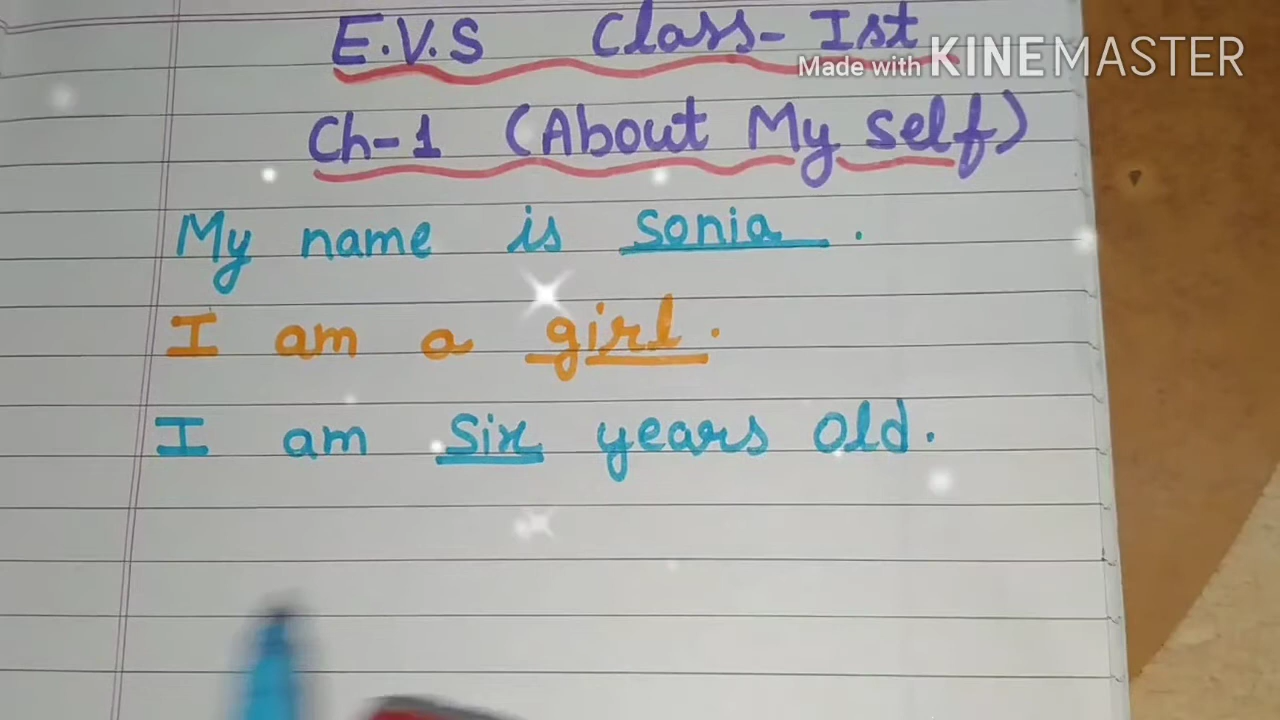 E.V.S Class- Ist
Made with KINEMASTER
Ch-1 (About My self)
My name is sonia.
I am a girl.
I am six years old.